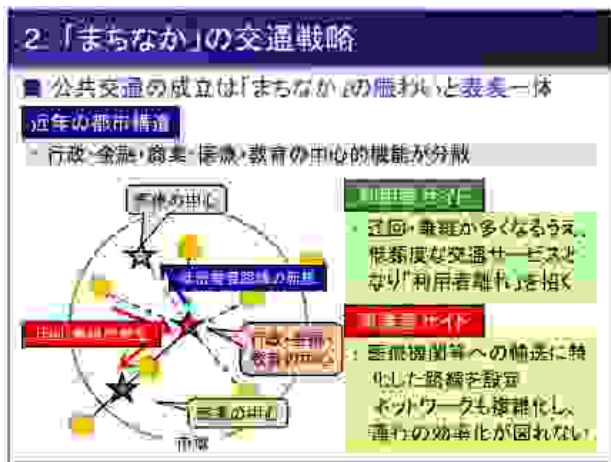 2.「まちなか」の交通戦略
■ 公共交通の成立は「まちなか」の賑わいと表裏一体
近年の都市構造
・行政・金融・商業・医療・教育の中心的機能が分散
医療の中心
行政・金融・
教育の中心
商業の中心
市域
利用者サイド
・迂回・乗継が多くなるうえ、
低頻度な交通サービスと
なり「利用者離れ」を招く
事業者サイド
・医療機関等への輸送に特
化した路線を設定
ネットワークも複雑化し、
運行の効率化が図れない